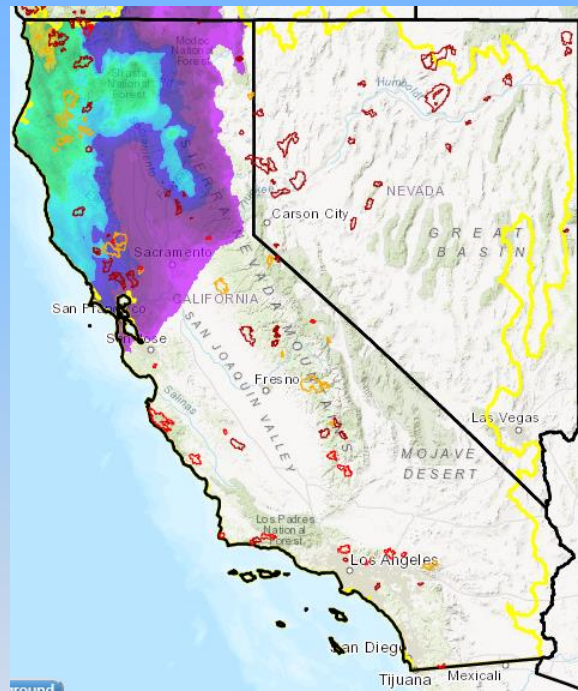 Modoc
National
Forest
Shasta
National
Forest
Humboldt
NEVADA
Carson City
GREAT
BASIN
Sacramento
SIERRA NEVADA MOUNTAINS
CALIFORNIA
San Francisco
San Jose
SAN JOAQUIN VALLEY
Salinas
Fresno
Las Vegas
MOJAVE
DESERT
Los Padres
National
Forest
Los Angeles
San Diego
Tijuana
Mexicali